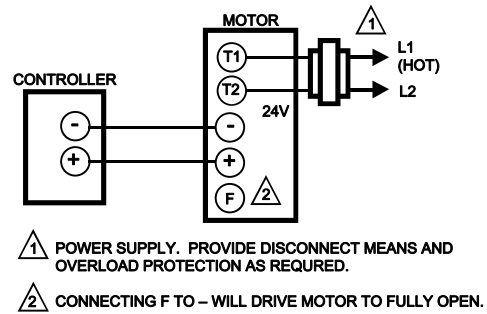 MOTOR
1
CONTROLLER
T1
L1
(HOT)
T2
L2
24V
-
-
+
+
F
2
1 POWER SUPPLY. PROVIDE DISCONNECT MEANS AND
OVERLOAD PROTECTION AS REQURED.
2 CONNECTING F TO – WILL DRIVE MOTOR TO FULLY OPEN.